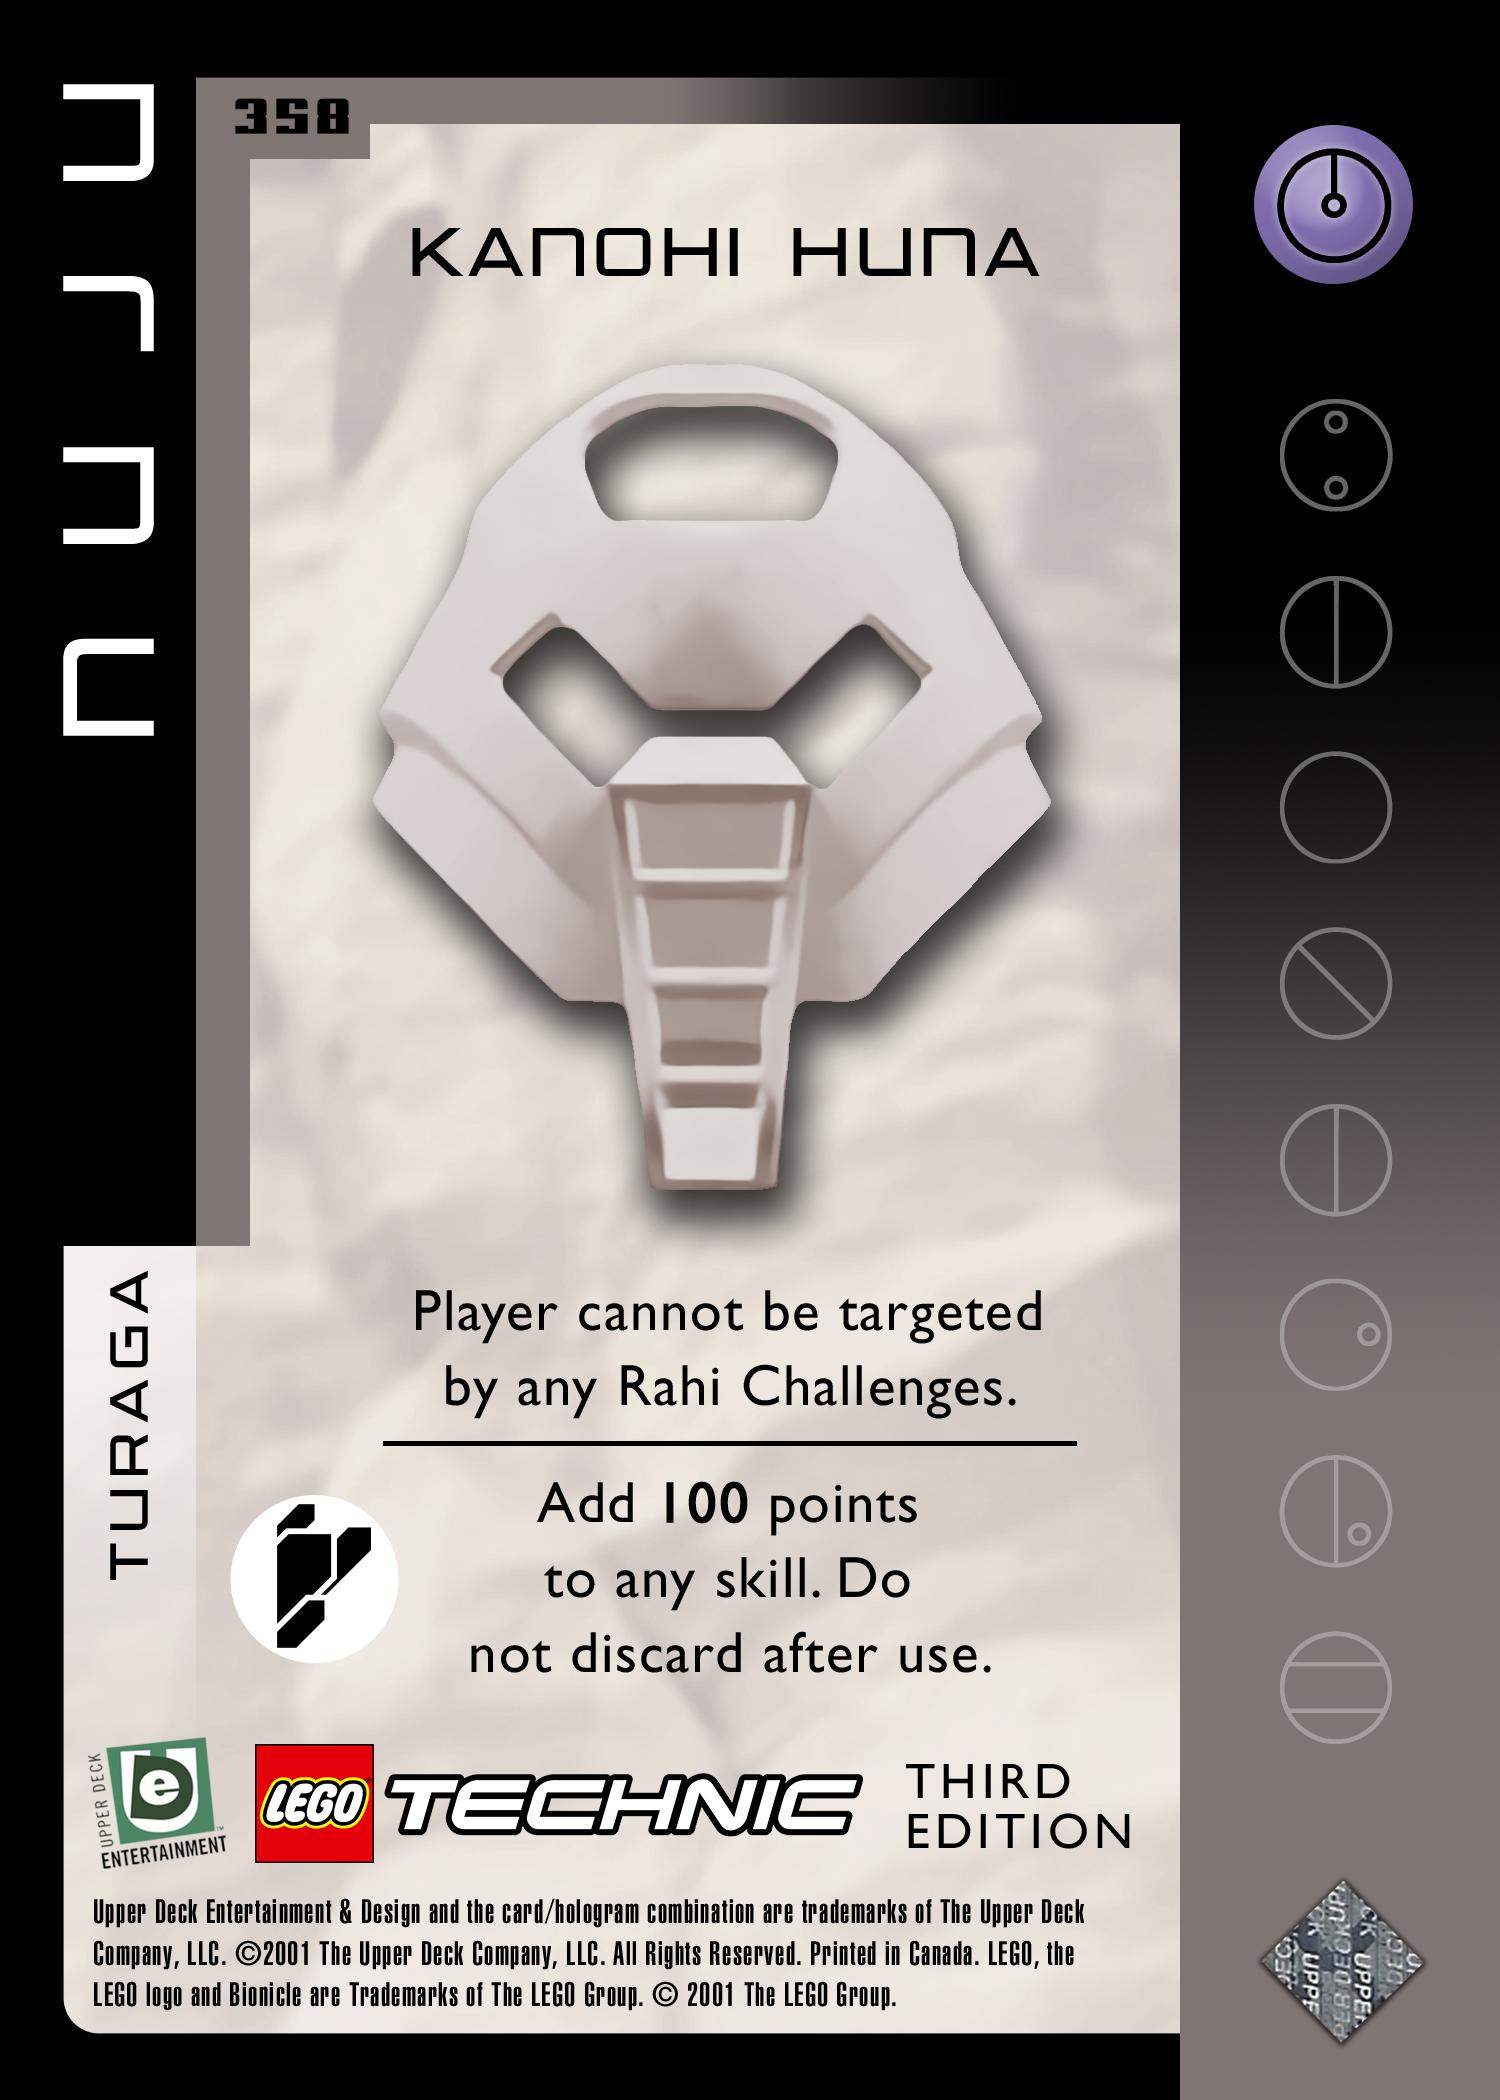 NUJU
358
KANOHI HUNA
Player cannot be targeted
by any Rahi Challenges.
Add 100 points
to any skill. Do
not discard after use.
TURAGA
UPPER DECK
UDe
ENTERTAINMENT™
LEGO
TECHNIC
THIRD
EDITION
Upper Deck Entertainment & Design and the card/hologram combination are trademarks of The Upper Deck
Company, LLC. ©2001 The Upper Deck Company, LLC. All Rights Reserved. Printed in Canada. LEGO, the
LEGO logo and Bionicle are Trademarks of The LEGO Group. © 2001 The LEGO Group.